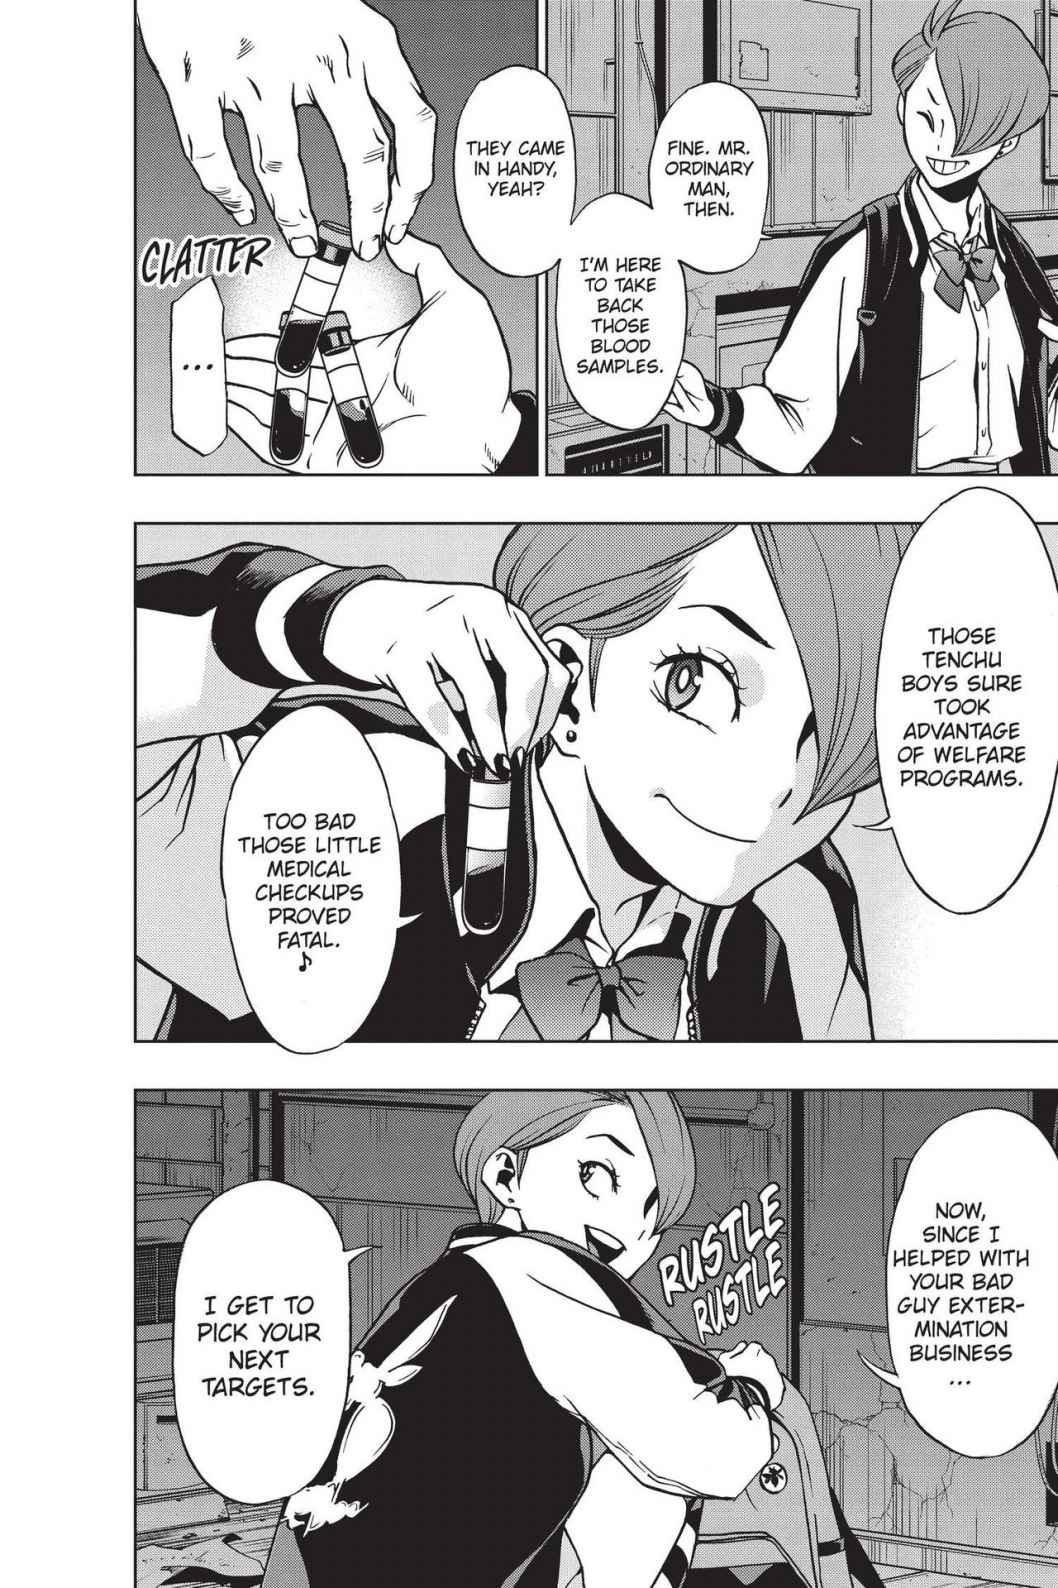 FINE. MR.
ORDINARY
MAN,
THEN.
I'M HERE
TO TAKE
BACK
THOSE
BLOOD
SAMPLES.
THEY CAME
IN HANDY,
YEAH?
CLATTER
...
THOSE
TENCHU
BOYS SURE
TOOK
ADVANTAGE
OF WELFARE
PROGRAMS.
TOO BAD
THOSE LITTLE
MEDICAL
CHECKUPS
PROVED
FATAL.
♪
NOW,
SINCE I
HELPED WITH
YOUR BAD
GUY EXTER-
MINATION
BUSINESS
...
RUSTLE
RUSTLE
I GET TO
PICK YOUR
NEXT
TARGETS.